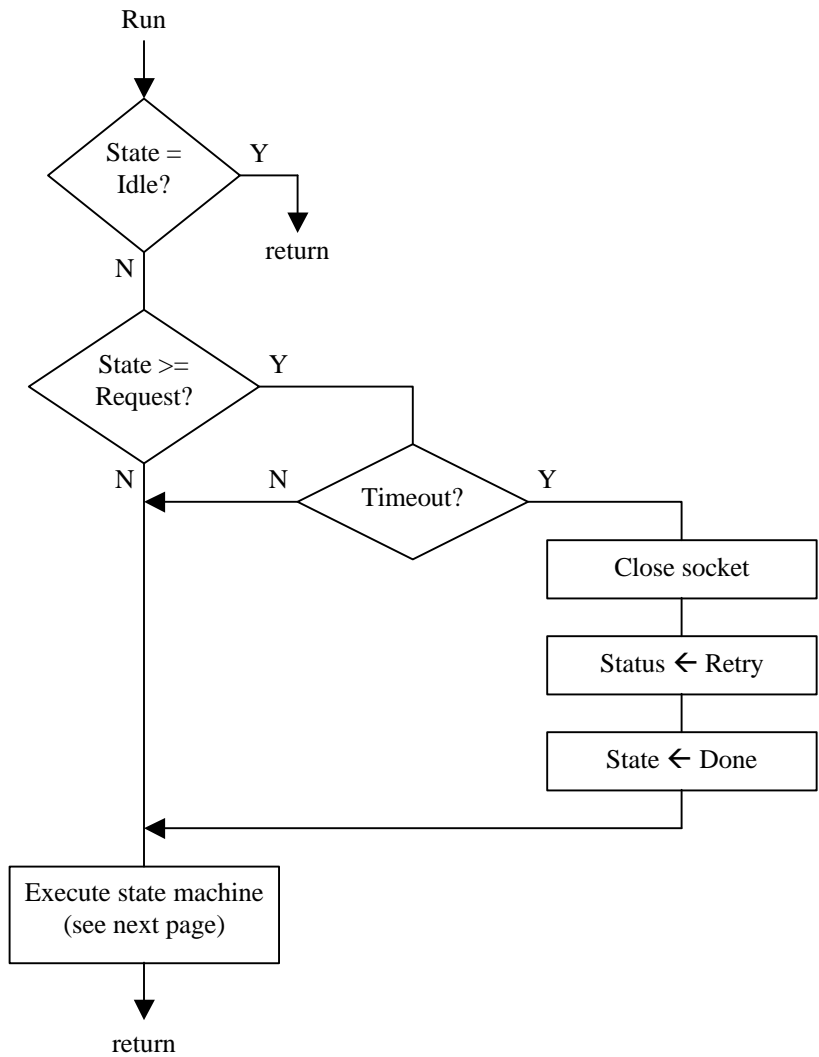 Run
State =
Idle?
Y
return
N
State >=
Request?
Y
N
N
Timeout?
Y
Close socket
Status ← Retry
State ← Done
Execute state machine
(see next page)
return